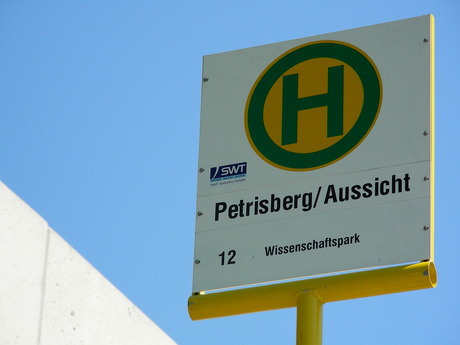 H
SWT
Petrisberg/Aussicht
12 Wissenschaftspark